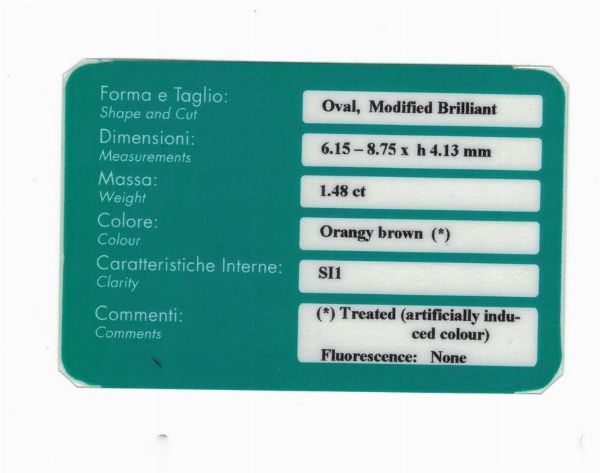 Forma e Taglio: Oval, Modified Brilliant
Shape and Cut
Dimensioni: 6.15 – 8.75 x h 4.13 mm
Measurements
Massa: 1.48 ct
Weight
Colore: Orangy brown (*)
Colour
Caratteristiche Interne: SI1
Clarity
Commenti: (*) Treated (artificially indu-
Comments ced colour)
Fluorescence: None